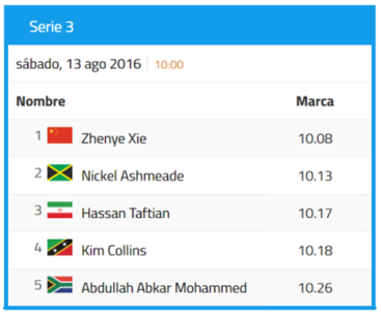 Serie 3
sábado, 13 ago 2016 10:00
Nombre Marca
1 Zhenye Xie 10.08
2 Nickel Ashmeade 10.13
3 Hassan Taftian 10.17
4 Kim Collins 10.18
5 Abdullah Abkar Mohammed 10.26